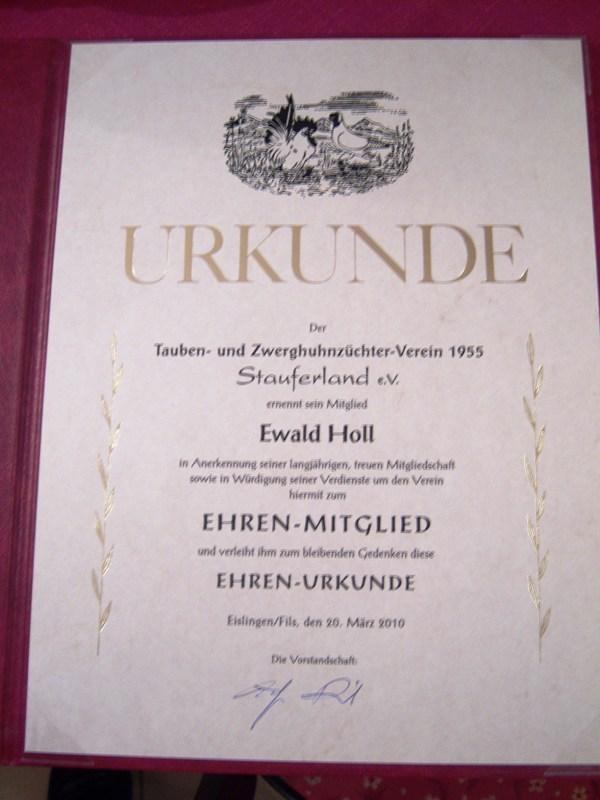 URKUNDE
Der
Tauben- und Zwerghuhnzüchter-Verein 1955
Stauferland e.V.
ernennt sein Mitglied
Ewald Holl
in Anerkennung seiner langjährigen, treuen Mitgliedschaft
sowie in Würdigung seiner Verdienste um den Verein
hiermit zum
EHREN-MITGLIED
und verleiht ihm zum bleibenden Gedenken diese
EHREN-URKUNDE
Eislingen/Fils, den 20. März 2010
Die Vorstandschaft: